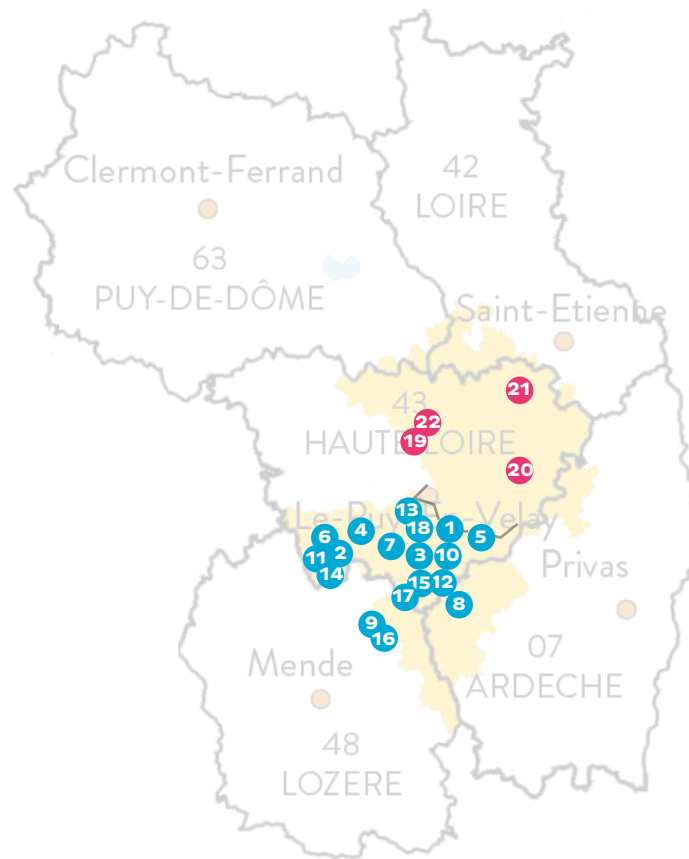 Clermont-Ferrand
42
LOIRE
63
PUY-DE-DÔME
Saint-Etienne
21
43
22
HAUTE-LOIRE
19
20
13
Le-Puy-en-Velay
18
1
6
4
5
7
11
2
3
10
Privas
14
15
12
17
8
9
16
07
Mende
ARDECHE
48
LOZERE